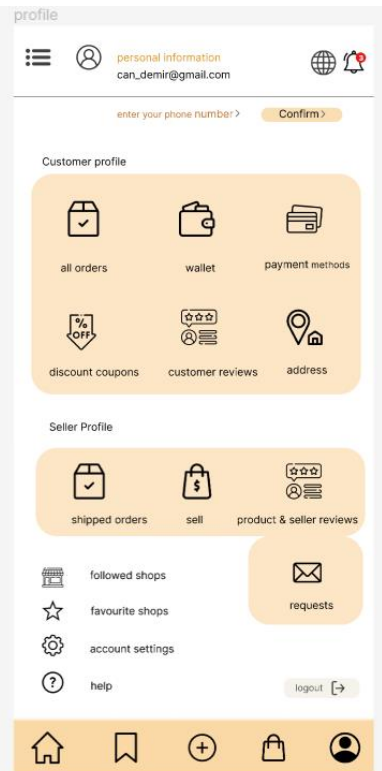 profile
personal information
can_demir@gmail.com
3
enter your phone number>
Confirm>
Customer profile
all orders
wallet
payment methods
%
OFF
discount coupons
customer reviews
address
Seller Profile
$
shipped orders
sell
product & seller reviews
followed shops
favourite shops
requests
account settings
?
help
logout